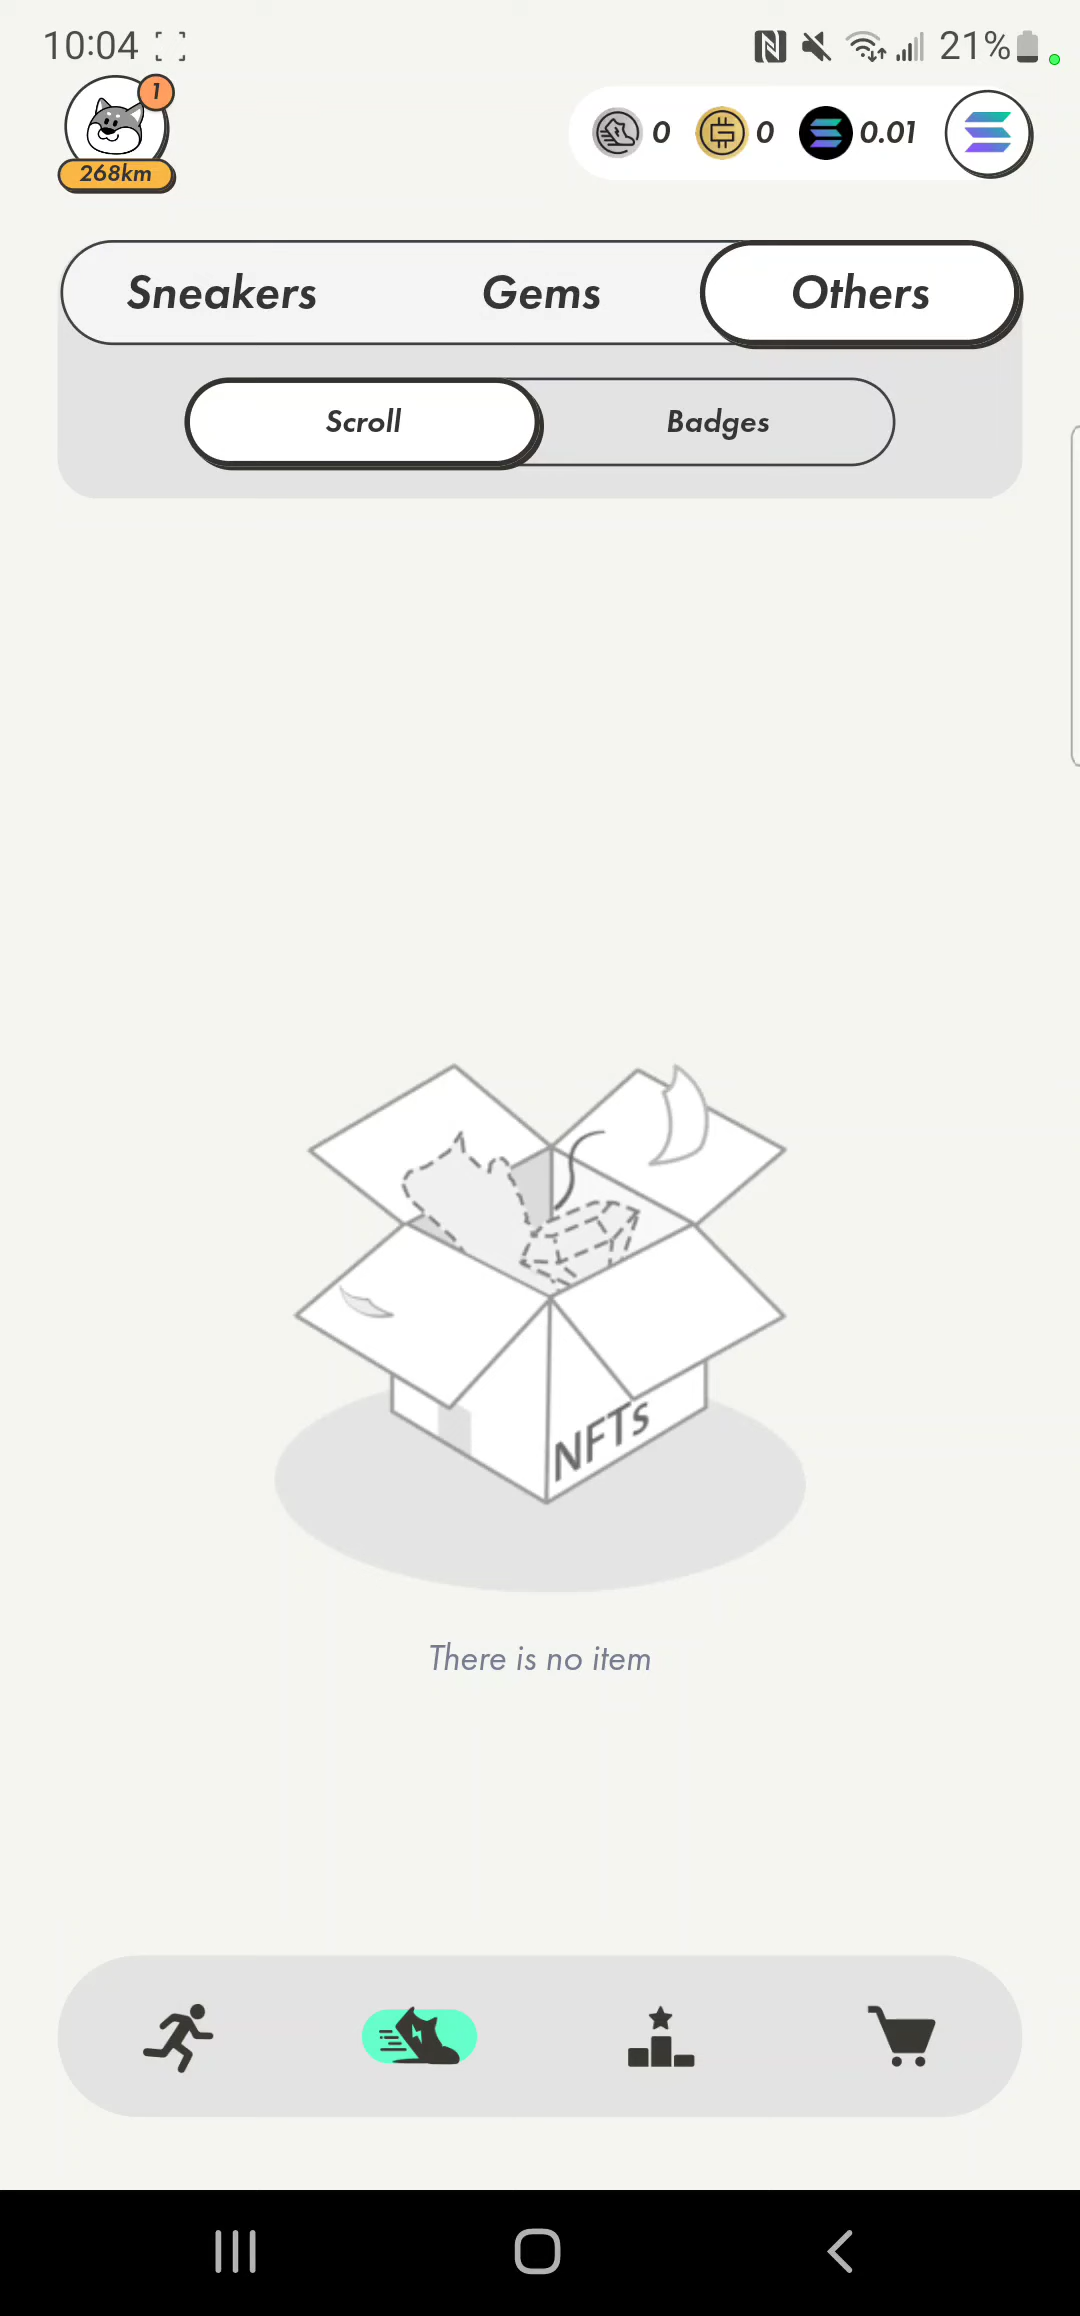 10:04 21%
1
268km
0 0 0.01
Sneakers Gems Others
Scroll Badges
NFTs
There is no item